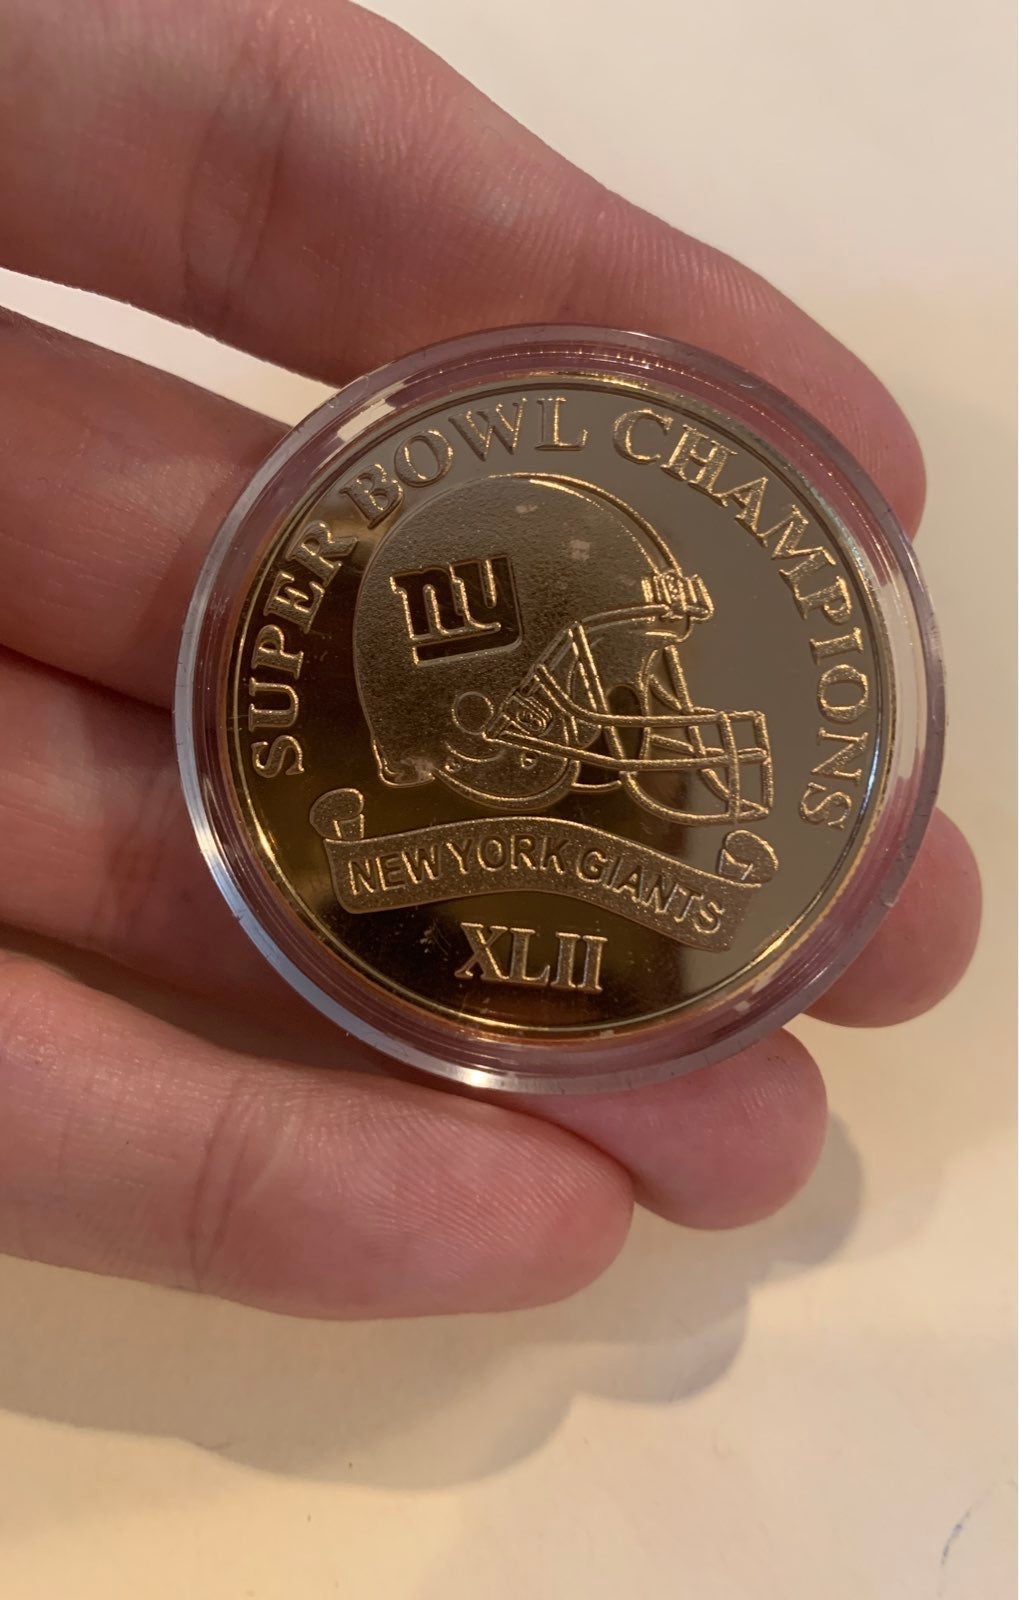 SUPER BOWL CHAMPIONS
ny
NEW YORK GIANTS
XLII